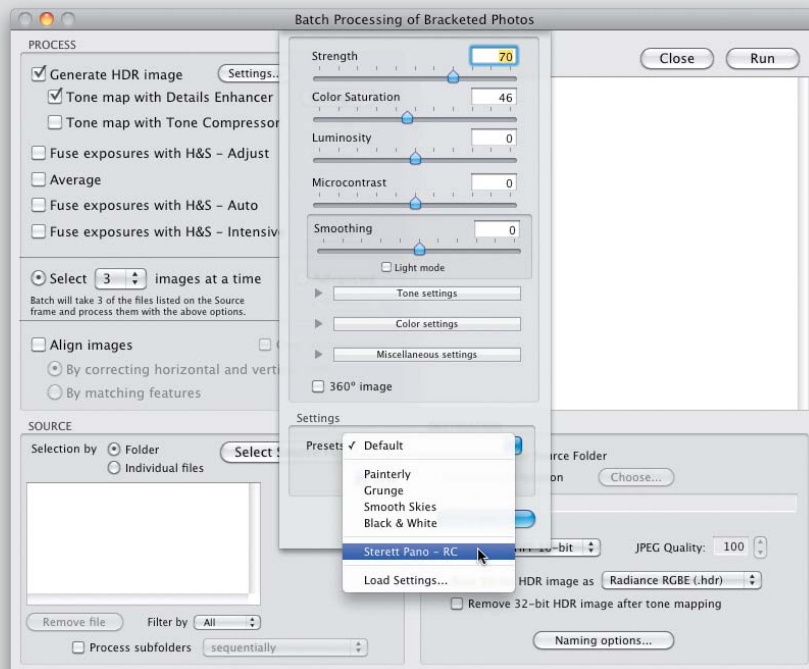 Batch Processing of Bracketed Photos
PROCESS
Generate HDR image
Settings..
Tone map with Details Enhancer
Tone map with Tone Compressor
Fuse exposures with H&S – Adjust
Average
Fuse exposures with H&S – Auto
Fuse exposures with H&S – Intensiv
Select 3 images at a time
Batch will take 3 of the files listed on the Source
frame and process them with the above options.
Align images
By correcting horizontal and verti
By matching features
Strength 70
Color Saturation 46
Luminosity 0
Microcontrast 0
Smoothing 0
Light mode
Tone settings
Color settings
Miscellaneous settings
360° image
Settings
Presets ✓ Default
Painterly
Grunge
Smooth Skies
Black & White
Sterett Pano – RC
Load Settings...
Close
Run
SOURCE
Selection by Folder
Individual files
Select
Remove file
Filter by All
Process subfolders sequentially
Source Folder
Choose...
16-bit
JPEG Quality: 100
HDR image as Radiance RGBE (.hdr)
Remove 32-bit HDR image after tone mapping
Naming options...